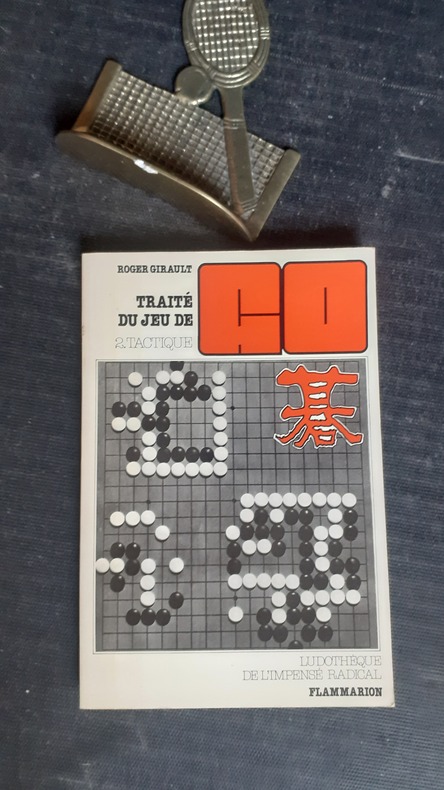 ROGER GIRAULT
TRAITÉ
DU JEU DE
GO
2. TACTIQUE
碁
LUDOTHÈQUE
DE L'IMPENSÉ RADICAL
FLAMMARION